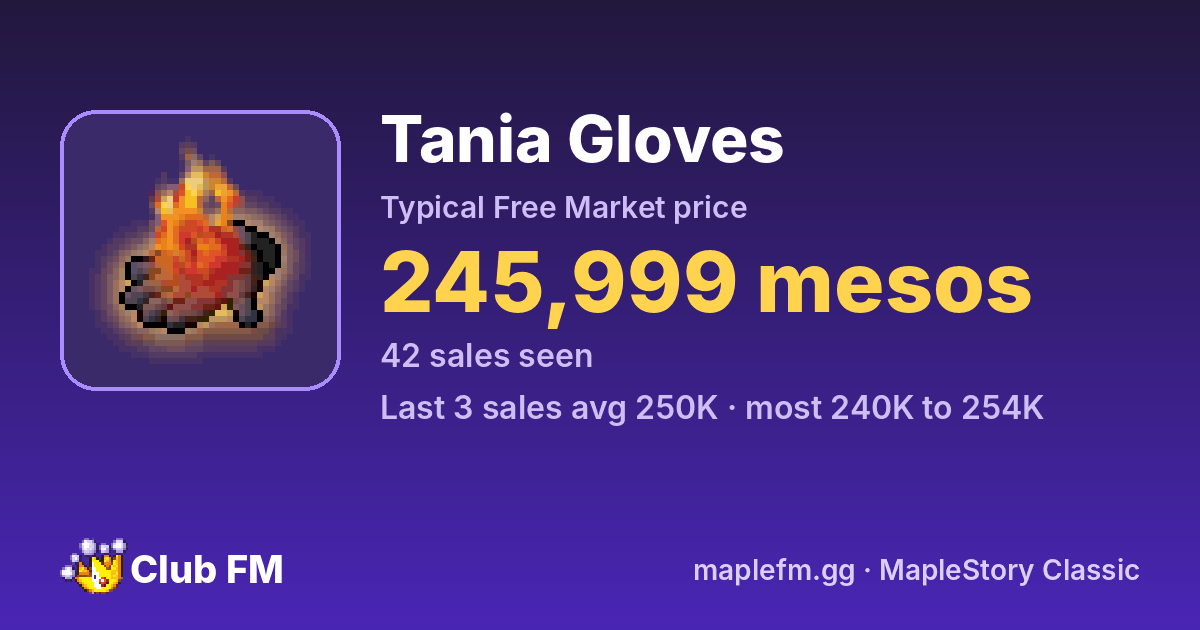 Tania Gloves
Typical Free Market price
245,999 mesos
42 sales seen
Last 3 sales avg 250K · most 240K to 254K
Club FM
maplefm.gg · MapleStory Classic